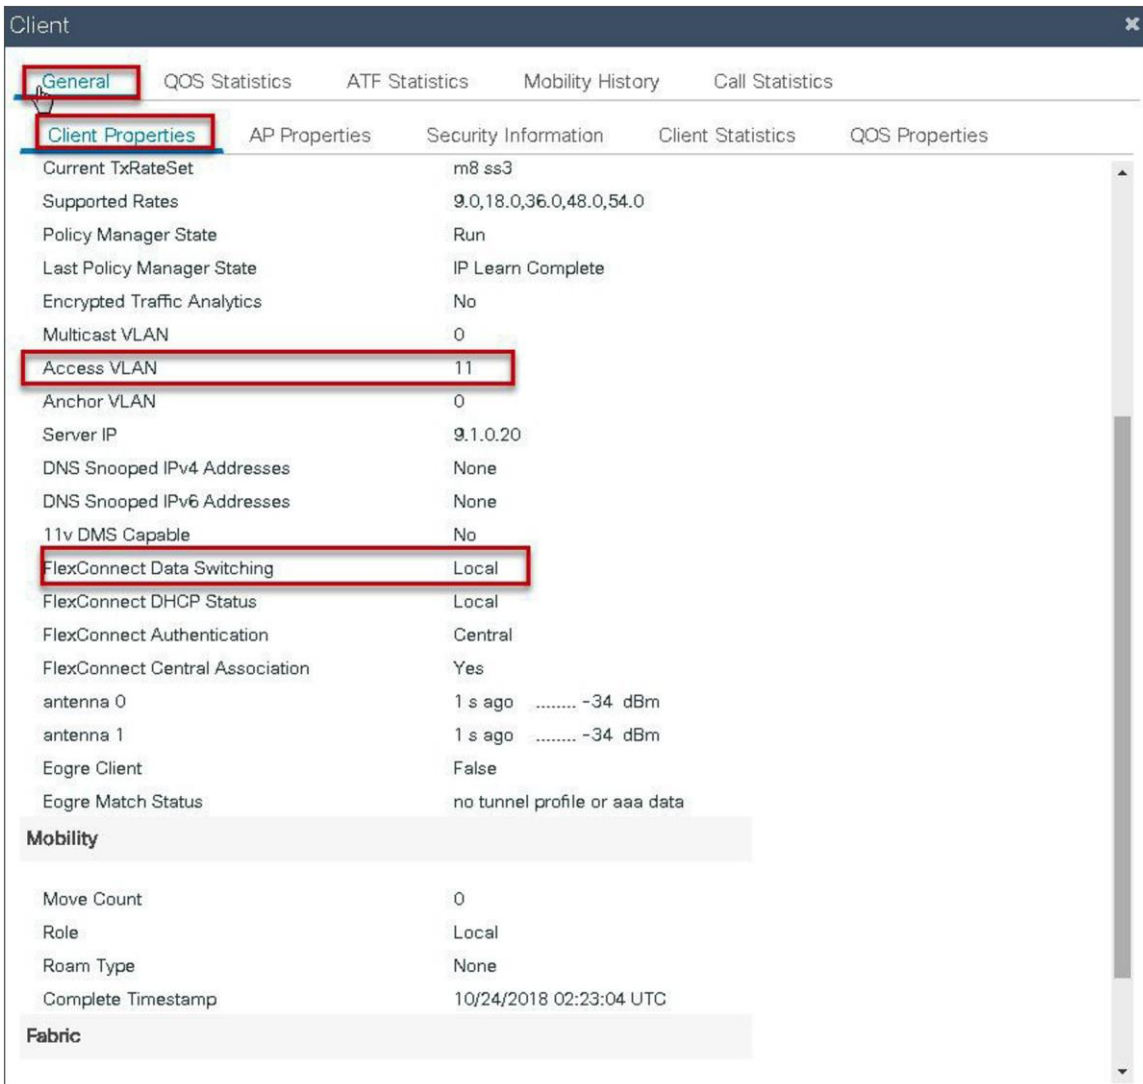 Client
General QOS Statistics ATF Statistics Mobility History Call Statistics
Client Properties AP Properties Security Information Client Statistics QOS Properties
Current TxRateSet m8 ss3
Supported Rates 9.0,18.0,36.0,48.0,54.0
Policy Manager State Run
Last Policy Manager State IP Learn Complete
Encrypted Traffic Analytics No
Multicast VLAN 0
Access VLAN 11
Anchor VLAN 0
Server IP 9.1.0.20
DNS Snooped IPv4 Addresses None
DNS Snooped IPv6 Addresses None
11v DMS Capable No
FlexConnect Data Switching Local
FlexConnect DHCP Status Local
FlexConnect Authentication Central
FlexConnect Central Association Yes
antenna 0 1 s ago ........ -34 dBm
antenna 1 1 s ago ........ -34 dBm
Eogre Client False
Eogre Match Status no tunnel profile or aaa data
Mobility
Move Count 0
Role Local
Roam Type None
Complete Timestamp 10/24/2018 02:23:04 UTC
Fabric